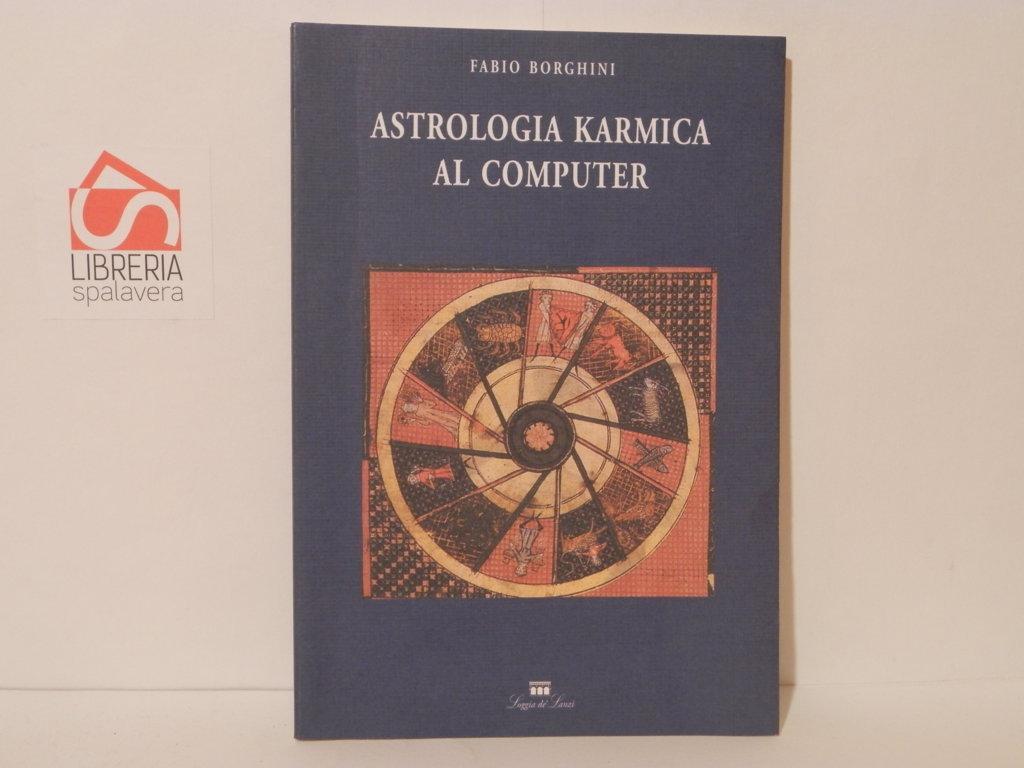 FABIO BORGHINI
ASTROLOGIA KARMICA
AL COMPUTER
LIBRERIA
spalavera
Loggia de' Lanzi